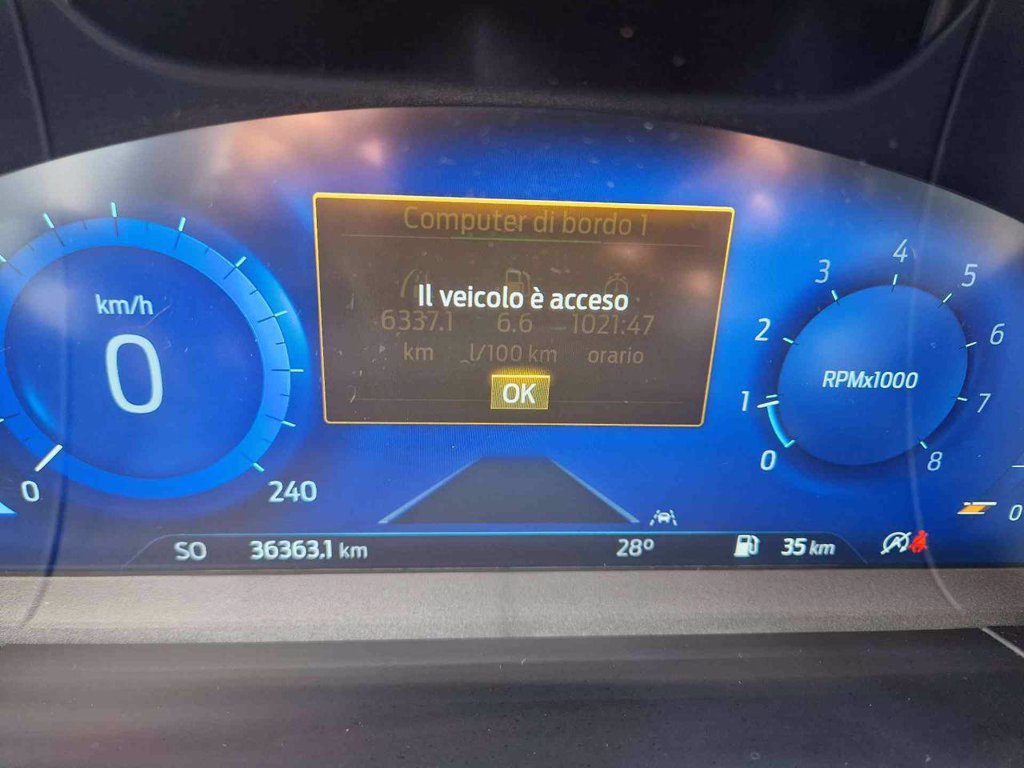 Computer di bordo 1
Il veicolo è acceso
6337.1 6.6 1021:47
km l/100 km orario
OK
km/h
0
0
240
RPMx1000
0
1
2
3
4
5
6
7
8
0
SO 36363,1 km 28° 35 km